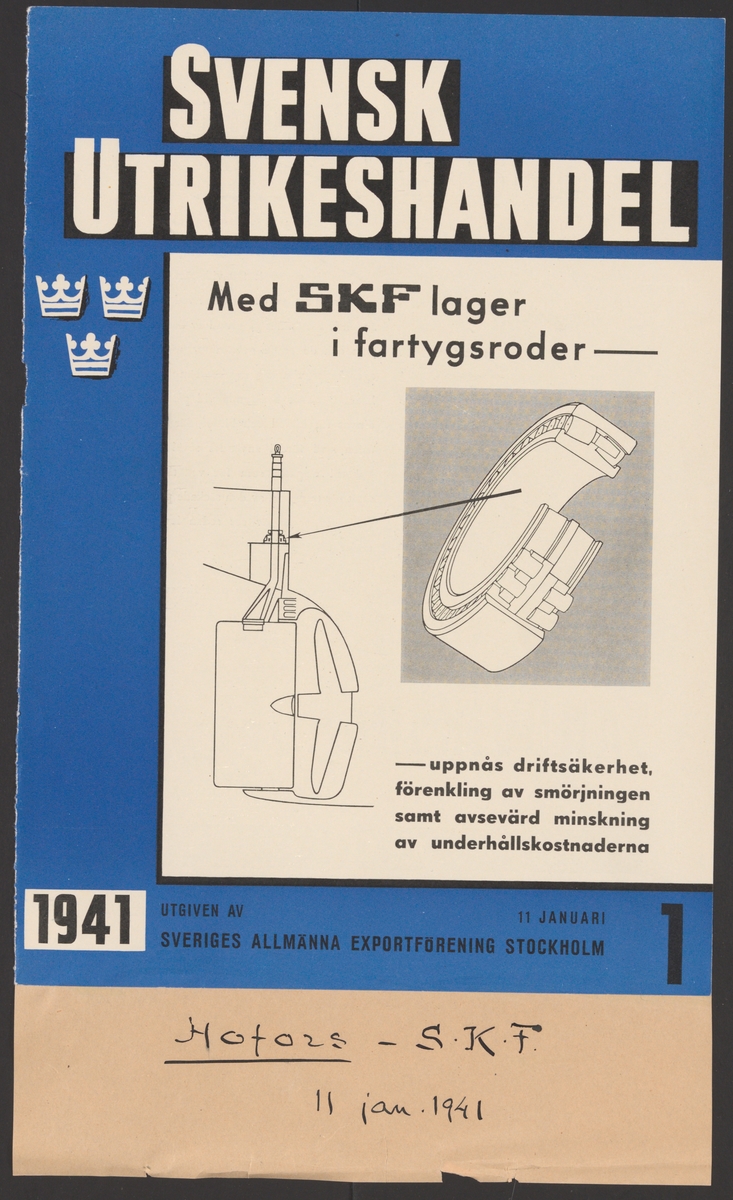 SVENSK
UTRIKESHANDEL
Med SKF lager
i fartygsroder —
— uppnås driftsäkerhet,
förenkling av smörjningen
samt avsevärd minskning
av underhållskostnaderna
1941
UTGIVEN AV
11 JANUARI
SVERIGES ALLMÄNNA EXPORTFÖRENING STOCKHOLM
1
Hofors - S.K.F.
11 jan. 1941